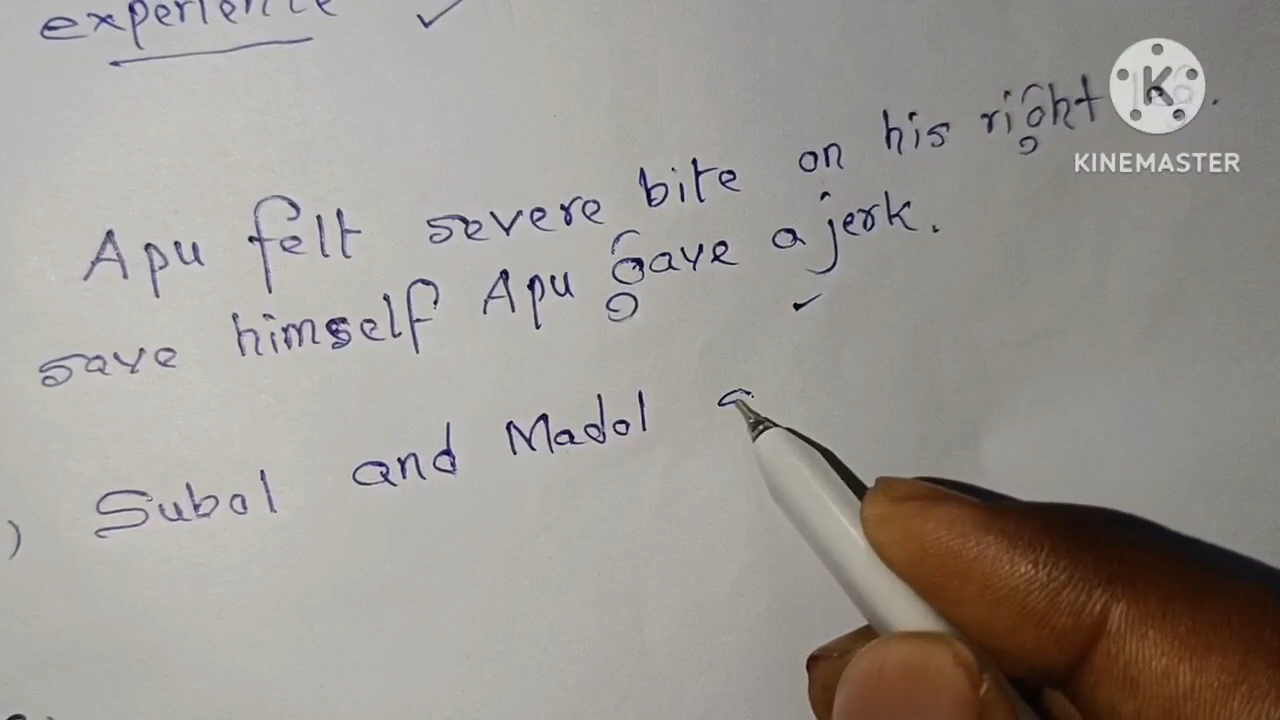 experience
Apu felt severe bite on his right
save himself Apu gave a jerk.
) Subol and Madol
KINEMASTER